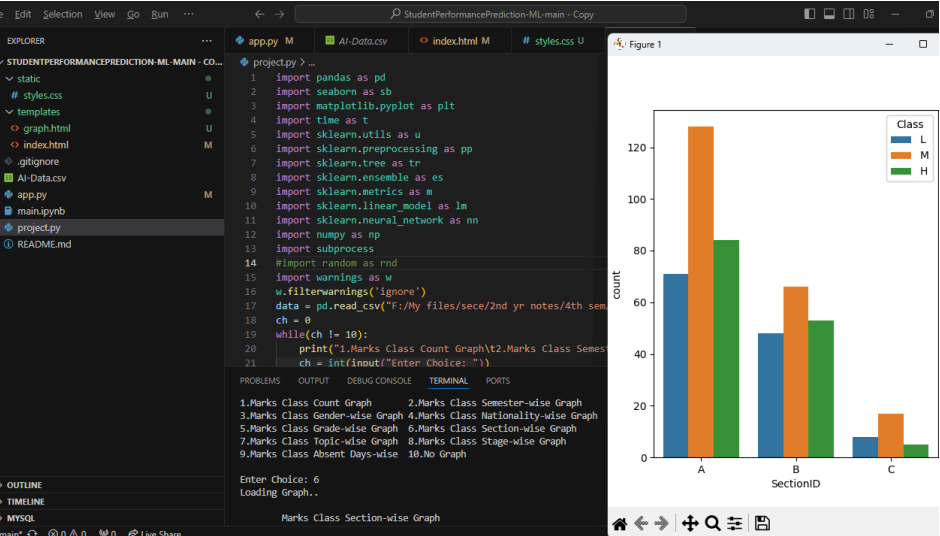 Edit Selection View Go Run ···
StudentPerformancePrediction-ML-main - Copy
EXPLORER ···
STUDENTPERFORMANCEPREDICTION-ML-MAIN - CO...
static
# styles.css U
templates
<> graph.html U
<> index.html M
.gitignore
AI-Data.csv
app.py M
main.ipynb
project.py
README.md
OUTLINE
TIMELINE
MYSQL
app.py M AI-Data.csv <> index.html M # styles.css U
project.py > ...
1 import pandas as pd
2 import seaborn as sb
3 import matplotlib.pyplot as plt
4 import time as t
5 import sklearn.utils as u
6 import sklearn.preprocessing as pp
7 import sklearn.tree as tr
8 import sklearn.ensemble as es
9 import sklearn.metrics as m
10 import sklearn.linear_model as lm
11 import sklearn.neural_network as nn
12 import numpy as np
13 import subprocess
14 #import random as rnd
15 import warnings as w
16 w.filterwarnings('ignore')
17 data = pd.read_csv("F:/My files/sece/2nd yr notes/4th sem/
18 ch = 0
19 while(ch != 10):
20 print("1.Marks Class Count Graph\t2.Marks Class Semes
21 ch = int(input("Enter Choice: "))
PROBLEMS OUTPUT DEBUG CONSOLE TERMINAL PORTS
1.Marks Class Count Graph 2.Marks Class Semester-wise Graph
3.Marks Class Gender-wise Graph 4.Marks Class Nationality-wise Graph
5.Marks Class Grade-wise Graph 6.Marks Class Section-wise Graph
7.Marks Class Topic-wise Graph 8.Marks Class Stage-wise Graph
9.Marks Class Absent Days-wise 10.No Graph
Enter Choice: 6
Loading Graph..
Marks Class Section-wise Graph
main* 0 0 0 Live Share
Figure 1
Class
L
M
H
120
100
80
60
40
20
0
count
A B C
SectionID